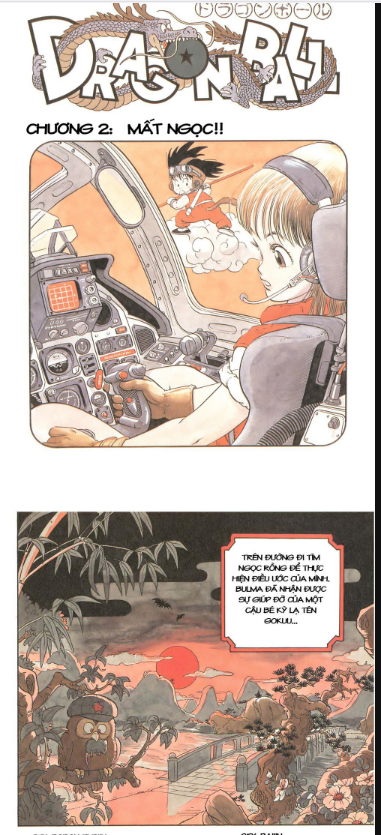 ドラゴンボール
DRAGON BALL
CHƯƠNG 2: MẤT NGỌC!!
TRÊN ĐƯỜNG ĐI TÌM
NGỌC RỒNG ĐỂ THỰC
HIỆN ĐIỀU ƯỚC CỦA MÌNH.
BULMA ĐÃ NHẬN ĐƯỢC
SỰ GIÚP ĐỠ CỦA MỘT
CẬU BÉ KỲ LẠ TÊN
GOKUU...